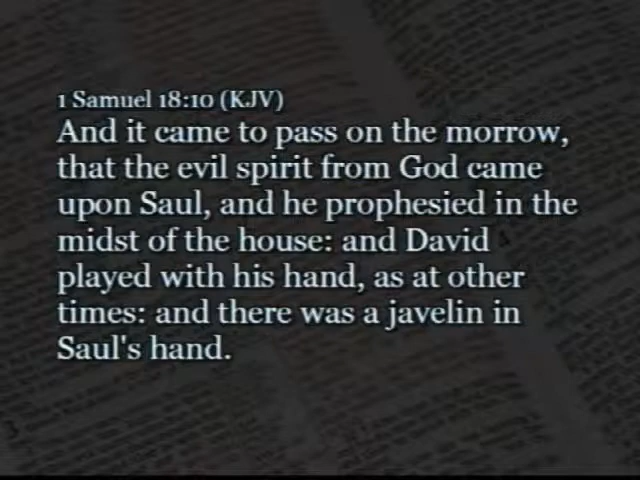 1 Samuel 18:10 (KJV)
And it came to pass on the morrow,
that the evil spirit from God came
upon Saul, and he prophesied in the
midst of the house: and David
played with his hand, as at other
times: and there was a javelin in
Saul's hand.